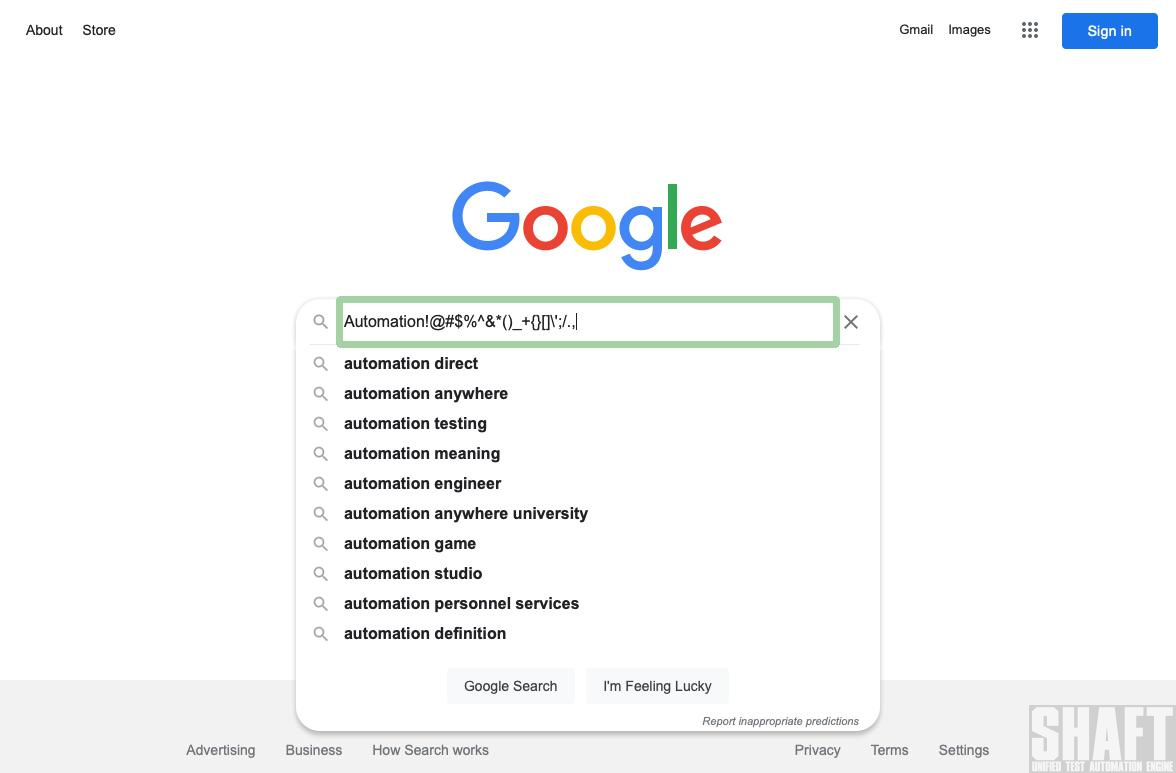 About Store
Gmail Images
Sign in
Google
Automation!@#$%^&*()_+{}[]\';/.,
automation direct
automation anywhere
automation testing
automation meaning
automation engineer
automation anywhere university
automation game
automation studio
automation personnel services
automation definition
Google Search I'm Feeling Lucky
Report inappropriate predictions
Advertising Business How Search works
Privacy Terms Settings
SHAFT
UNIFIED TEST AUTOMATION ENGINE